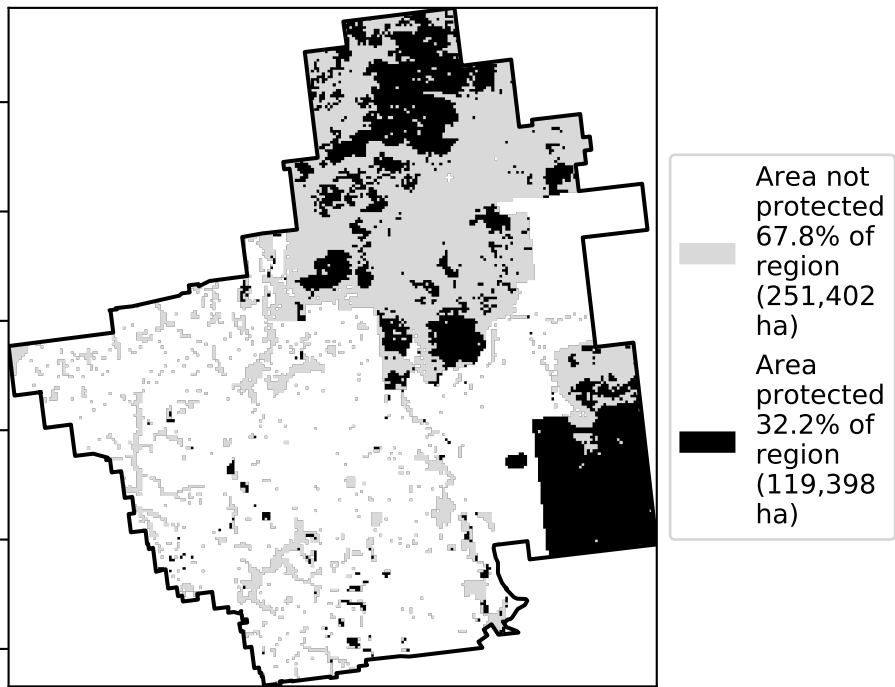 Area not
protected
67.8% of
region
(251,402
ha)
Area
protected
32.2% of
region
(119,398
ha)